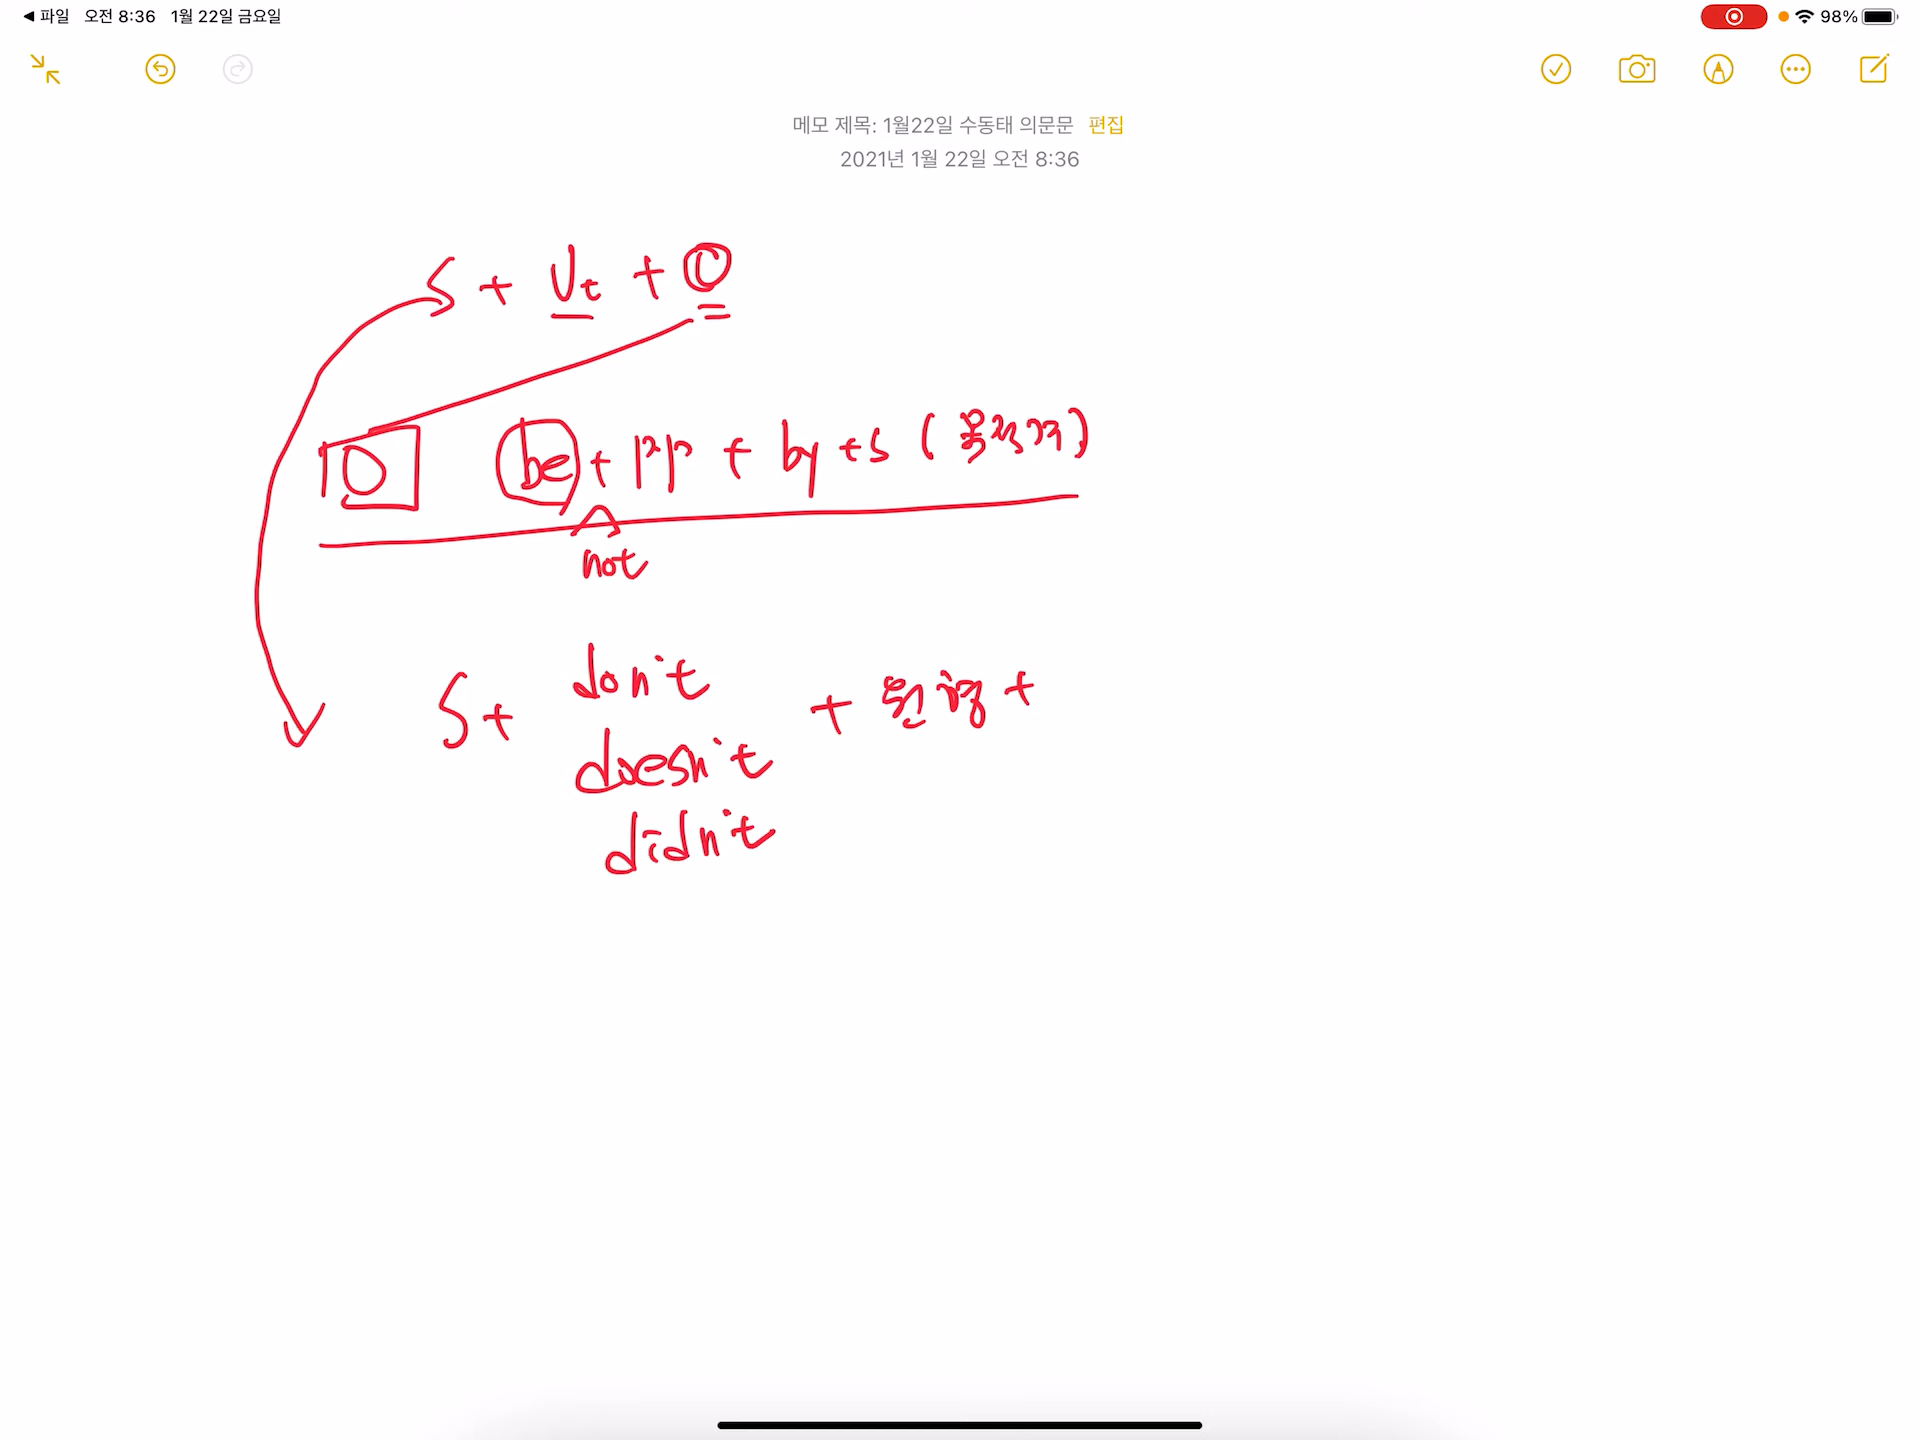 ◀ 파일 오전 8:36 1월 22일 금요일 98%
메모 제목: 1월22일 수동태 의문문 편집
2021년 1월 22일 오전 8:36
S + Vt + O
O be + pp + by + S (목적격)
not
S + don't + 원형 +
doesn't
didn't